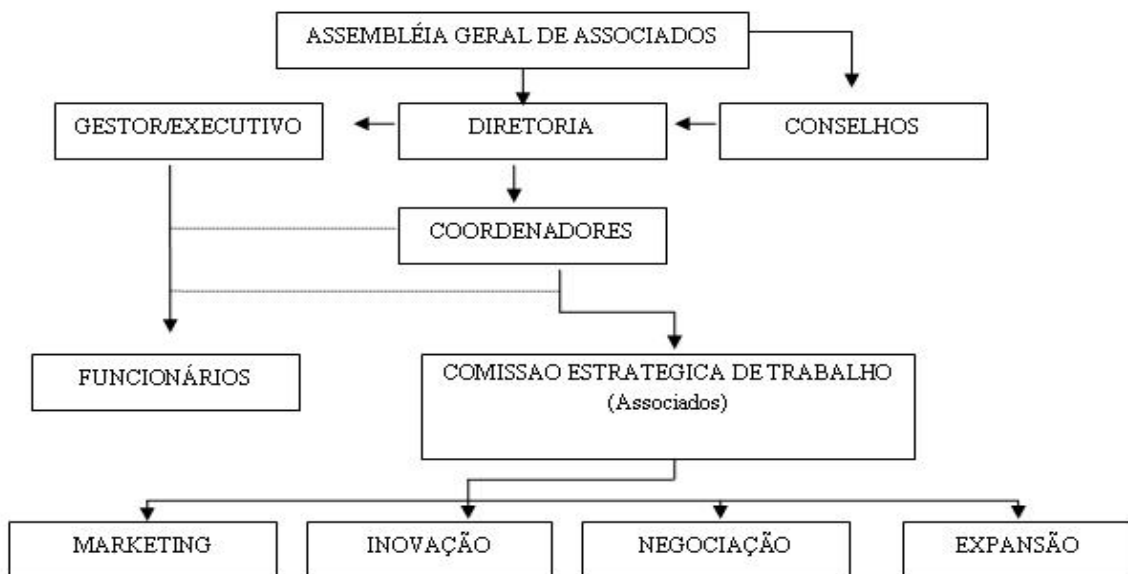 ASSEMBLÉIA GERAL DE ASSOCIADOS
GESTOR/EXECUTIVO
DIRETORIA
CONSELHOS
COORDENADORES
FUNCIONÁRIOS
COMISSAO ESTRATEGICA DE TRABALHO
(Associados)
MARKETING
INOVAÇÃO
NEGOCIAÇÃO
EXPANSÃO